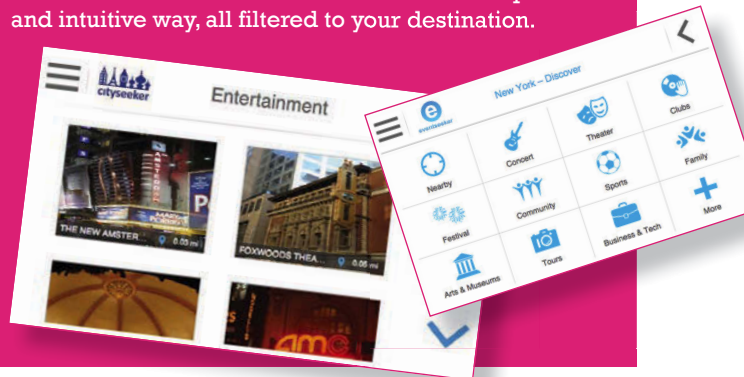 and intuitive way, all filtered to your destination.
cityseeker
Entertainment
THE NEW AMSTER...
0.03 mi
FOXWOODS THEA...
0.05 mi
amc
eventseeker
New York – Discover
Nearby
Concert
Theater
Clubs
Festival
Community
Sports
Family
Arts & Museums
Tours
Business & Tech
More